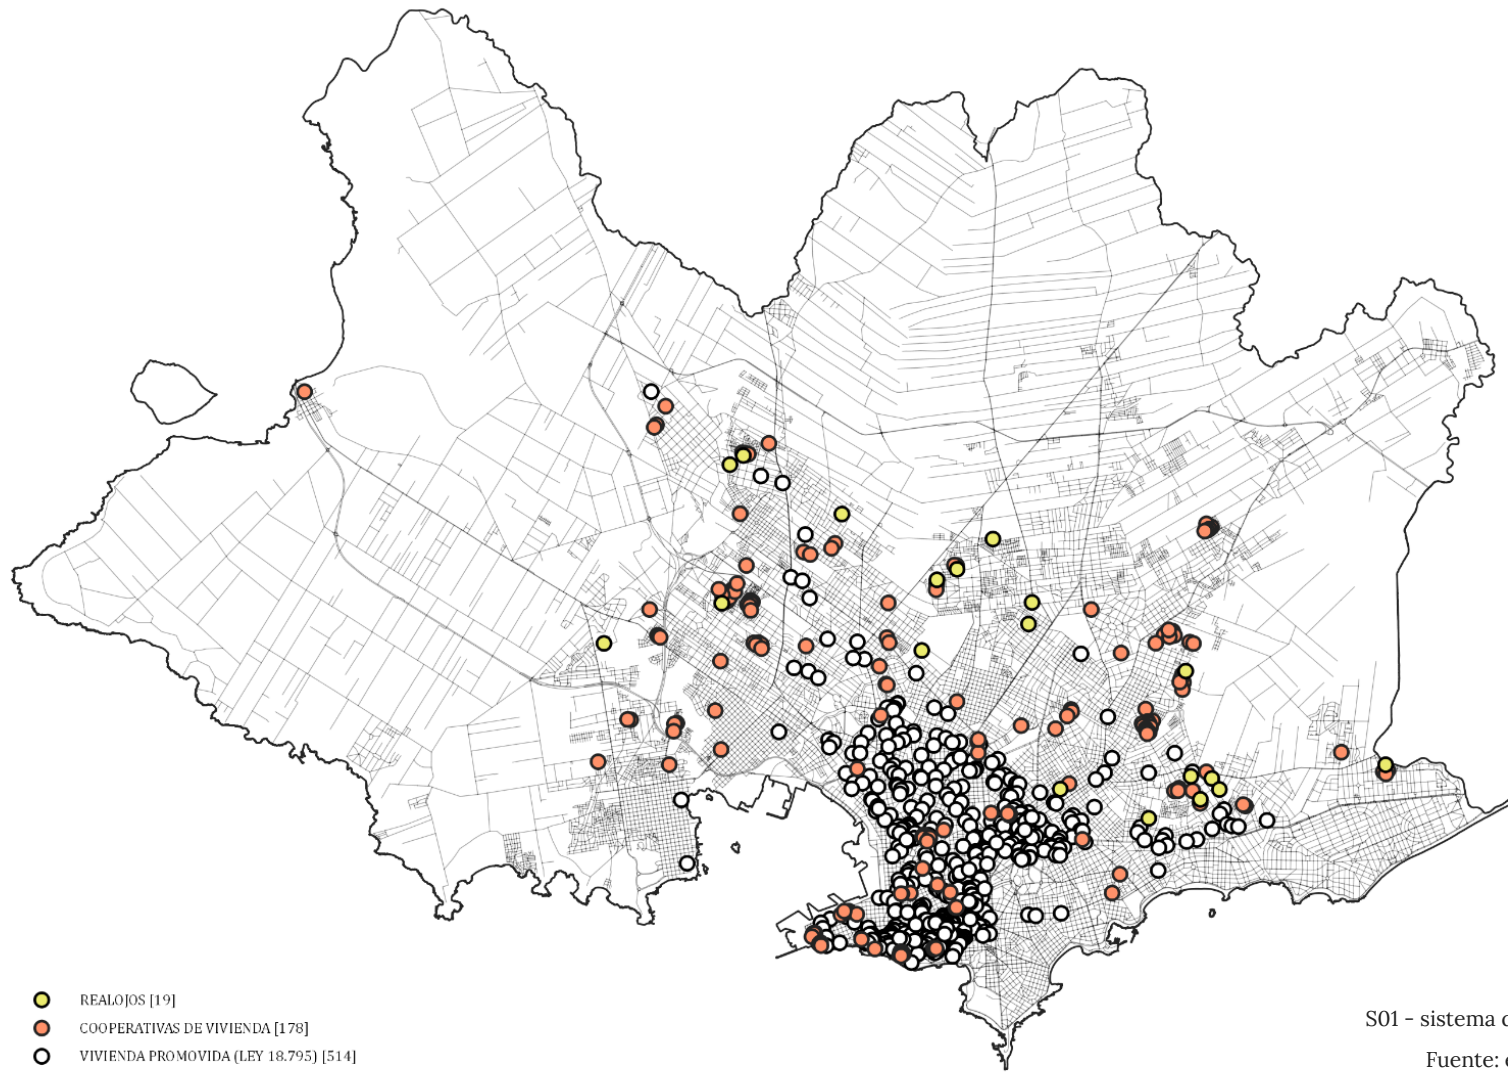 REALOJOS [19]
COOPERATIVAS DE VIVIENDA [178]
VIVIENDA PROMOVIDA (LEY 18.795) [514]
S01 - sistema
Fuente: